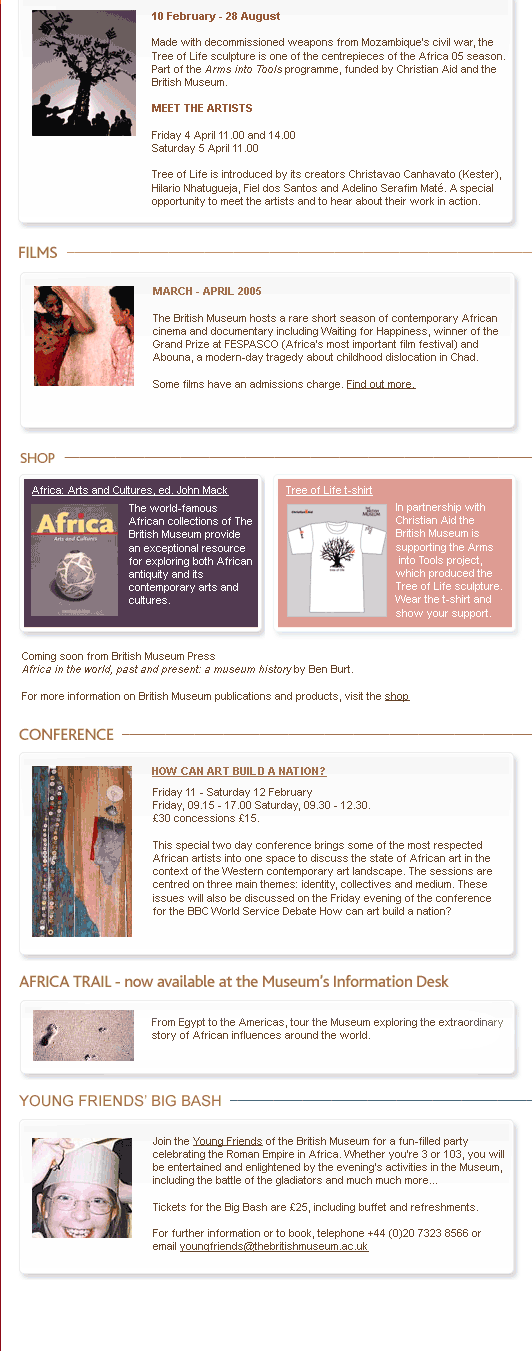 10 February - 28 August
Made with decommissioned weapons from Mozambique's civil war, the
Tree of Life sculpture is one of the centrepieces of the Africa 05 season.
Part of the Arms into Tools programme, funded by Christian Aid and the
British Museum.
MEET THE ARTISTS
Friday 4 April 11.00 and 14.00
Saturday 5 April 11.00
Tree of Life is introduced by its creators Christavao Canhavato (Kester),
Hilario Nhatugueja, Fiel dos Santos and Adelino Serafim Maté. A special
opportunity to meet the artists and to hear about their work in action.
FILMS
MARCH - APRIL 2005
The British Museum hosts a rare short season of contemporary African
cinema and documentary including Waiting for Happiness, winner of the
Grand Prize at FESPASCO (Africa's most important film festival) and
Abouna, a modern-day tragedy about childhood dislocation in Chad.
Some films have an admissions charge. Find out more.
SHOP
Africa: Arts and Cultures, ed. John Mack
Africa
Arts and Cultures
The world-famous
African collections of The
British Museum provide
an exceptional resource
for exploring both African
antiquity and its
contemporary arts and
cultures.
Tree of Life t-shirt
In partnership with
Christian Aid the
British Museum is
supporting the Arms
into Tools project,
which produced the
Tree of Life sculpture.
Wear the t-shirt and
show your support.
Coming soon from British Museum Press
Africa in the world, past and present: a museum history by Ben Burt.
For more information on British Museum publications and products, visit the shop
CONFERENCE
HOW CAN ART BUILD A NATION?
Friday 11 - Saturday 12 February
Friday, 09.15 - 17.00 Saturday, 09.30 - 12.30.
£30 concessions £15.
This special two day conference brings some of the most respected
African artists into one space to discuss the state of African art in the
context of the Western contemporary art landscape. The sessions are
centred on three main themes: identity, collectives and medium. These
issues will also be discussed on the Friday evening of the conference
for the BBC World Service Debate How can art build a nation?
AFRICA TRAIL - now available at the Museum's Information Desk
From Egypt to the Americas, tour the Museum exploring the extraordinary
story of African influences around the world.
YOUNG FRIENDS' BIG BASH
Join the Young Friends of the British Museum for a fun-filled party
celebrating the Roman Empire in Africa. Whether you're 3 or 103, you will
be entertained and enlightened by the evening's activities in the Museum,
including the battle of the gladiators and much much more...
Tickets for the Big Bash are £25, including buffet and refreshments.
For further information or to book, telephone +44 (0)20 7323 8566 or
email youngfriends@thebritishmuseum.ac.uk